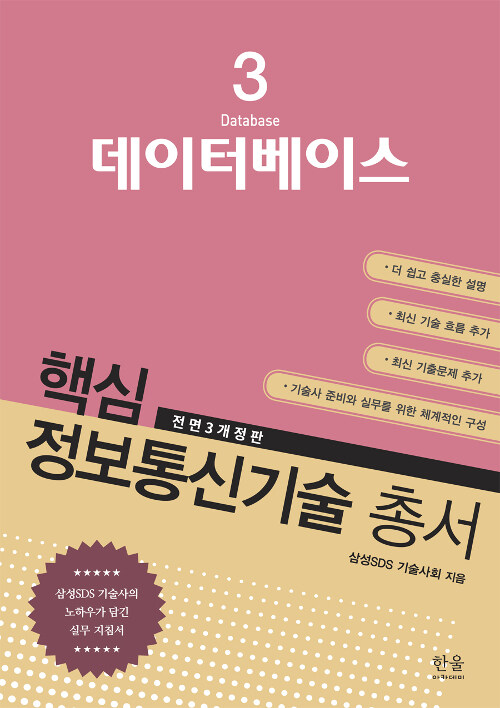 3
Database
데이터베이스
• 더 쉽고 충실한 설명
• 최신 기술 흐름 추가
• 최신 기출문제 추가
• 기술사 준비와 실무를 위한 체계적인 구성
핵심
전면3개정판
정보통신기술 총서
삼성SDS 기술사회 지음
★★★★★
삼성SDS 기술사의
노하우가 담긴
실무 지침서
★★★★★
한울
아카데미